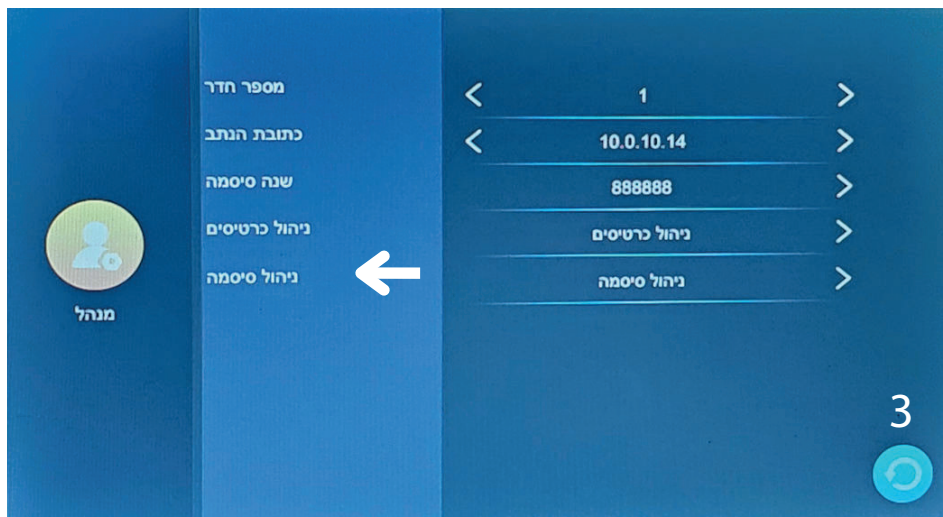 מספר חדר
1
כתובת הנתב
10.0.10.14
שנה סיסמה
888888
ניהול כרטיסים
ניהול כרטיסים
ניהול סיסמה
ניהול סיסמה
מנהל
3